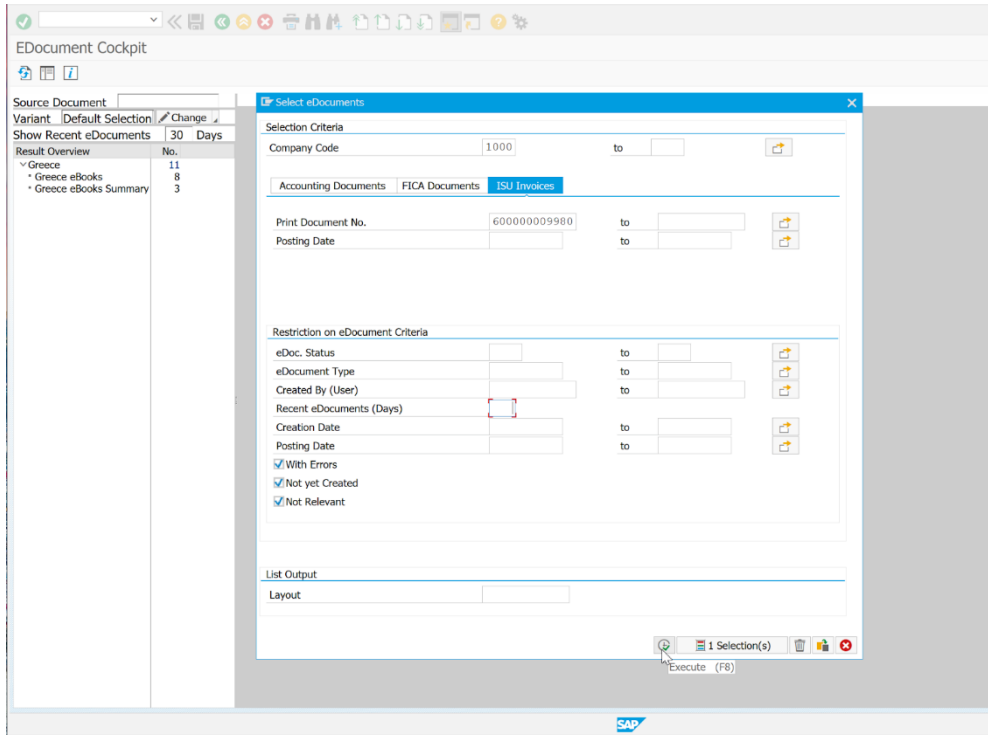 EDocument Cockpit
Source Document
Variant Default Selection Change
Show Recent eDocuments 30 Days
Result Overview No.
Greece 11
Greece eBooks 8
Greece eBooks Summary 3
Select eDocuments
Selection Criteria
Company Code 1000 to
Accounting Documents FICA Documents ISU Invoices
Print Document No. 600000009980 to
Posting Date to
Restriction on eDocument Criteria
eDoc. Status to
eDocument Type to
Created By (User) to
Recent eDocuments (Days)
Creation Date to
Posting Date to
With Errors
Not yet Created
Not Relevant
List Output
Layout
1 Selection(s)
Execute (F8)
SAP